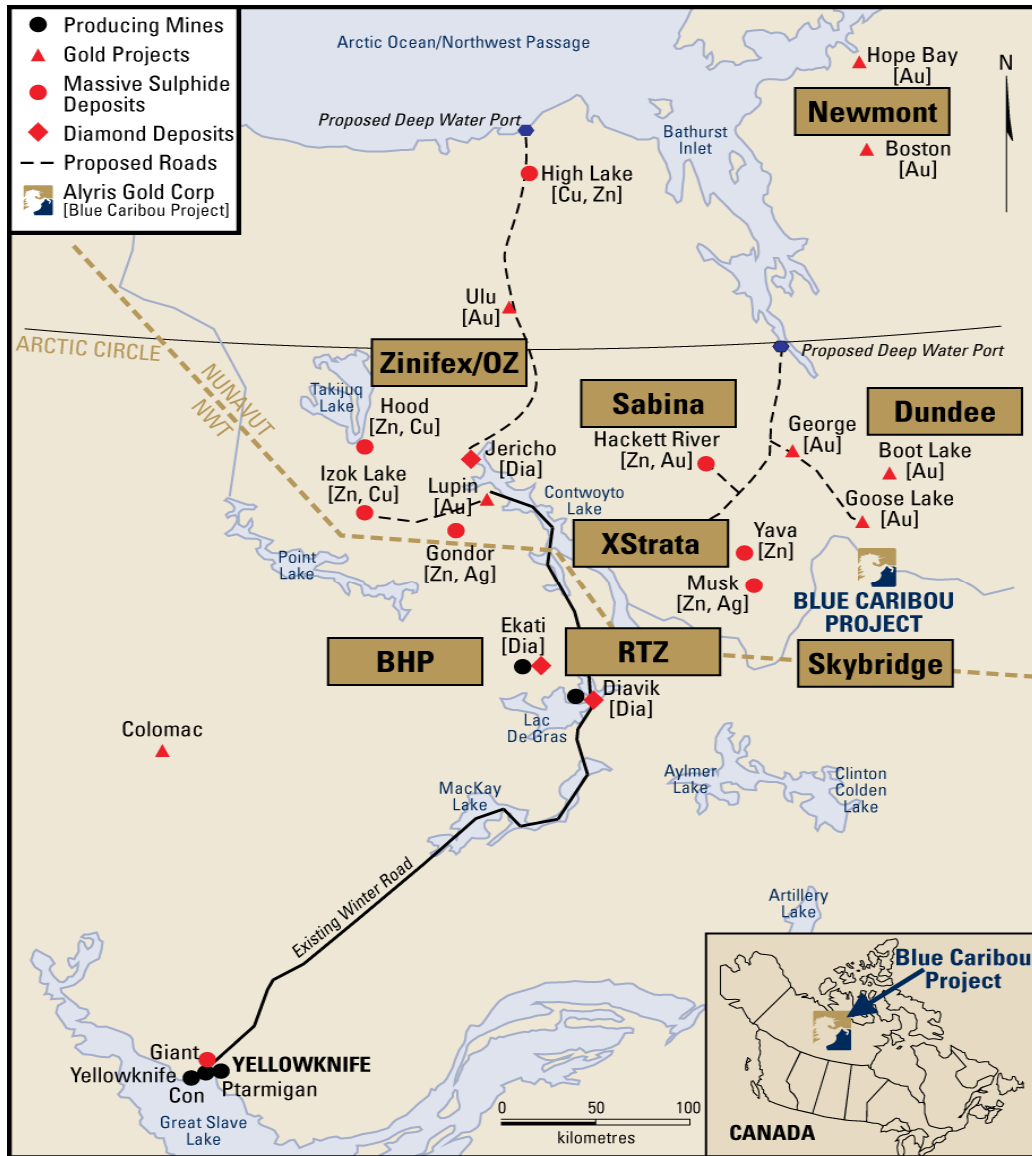 Producing Mines
Gold Projects
Massive Sulphide
Deposits
Diamond Deposits
Proposed Roads
Alyris Gold Corp
[Blue Caribou Project]
Arctic Ocean/Northwest Passage
Hope Bay
[Au]
N
Newmont
Proposed Deep Water Port
Bathurst
Inlet
Boston
[Au]
High Lake
[Cu, Zn]
Ulu
[Au]
ARCTIC CIRCLE
NUNAVUT
NWT
Zinifex/OZ
Proposed Deep Water Port
Takijuq
Lake
Hood
[Zn, Cu]
Sabina
Dundee
Hackett River
[Zn, Au]
George
[Au]
Jericho
[Dia]
Boot Lake
[Au]
Izok Lake
[Zn, Cu]
Lupin
[Au]
Contwoyto
Lake
Goose Lake
[Au]
XStrata
Yava
[Zn]
Point
Lake
Gondor
[Zn, Ag]
Musk
[Zn, Ag]
BLUE CARIBOU
PROJECT
Ekati
[Dia]
BHP
RTZ
Skybridge
Diavik
[Dia]
Lac
De Gras
Colomac
MacKay
Lake
Aylmer
Lake
Clinton
Colden
Lake
Existing Winter Road
Artillery
Lake
Blue Caribou
Project
Giant
YELLOWKNIFE
Yellowknife
Con
Ptarmigan
Great Slave
Lake
0
50
100
kilometres
CANADA